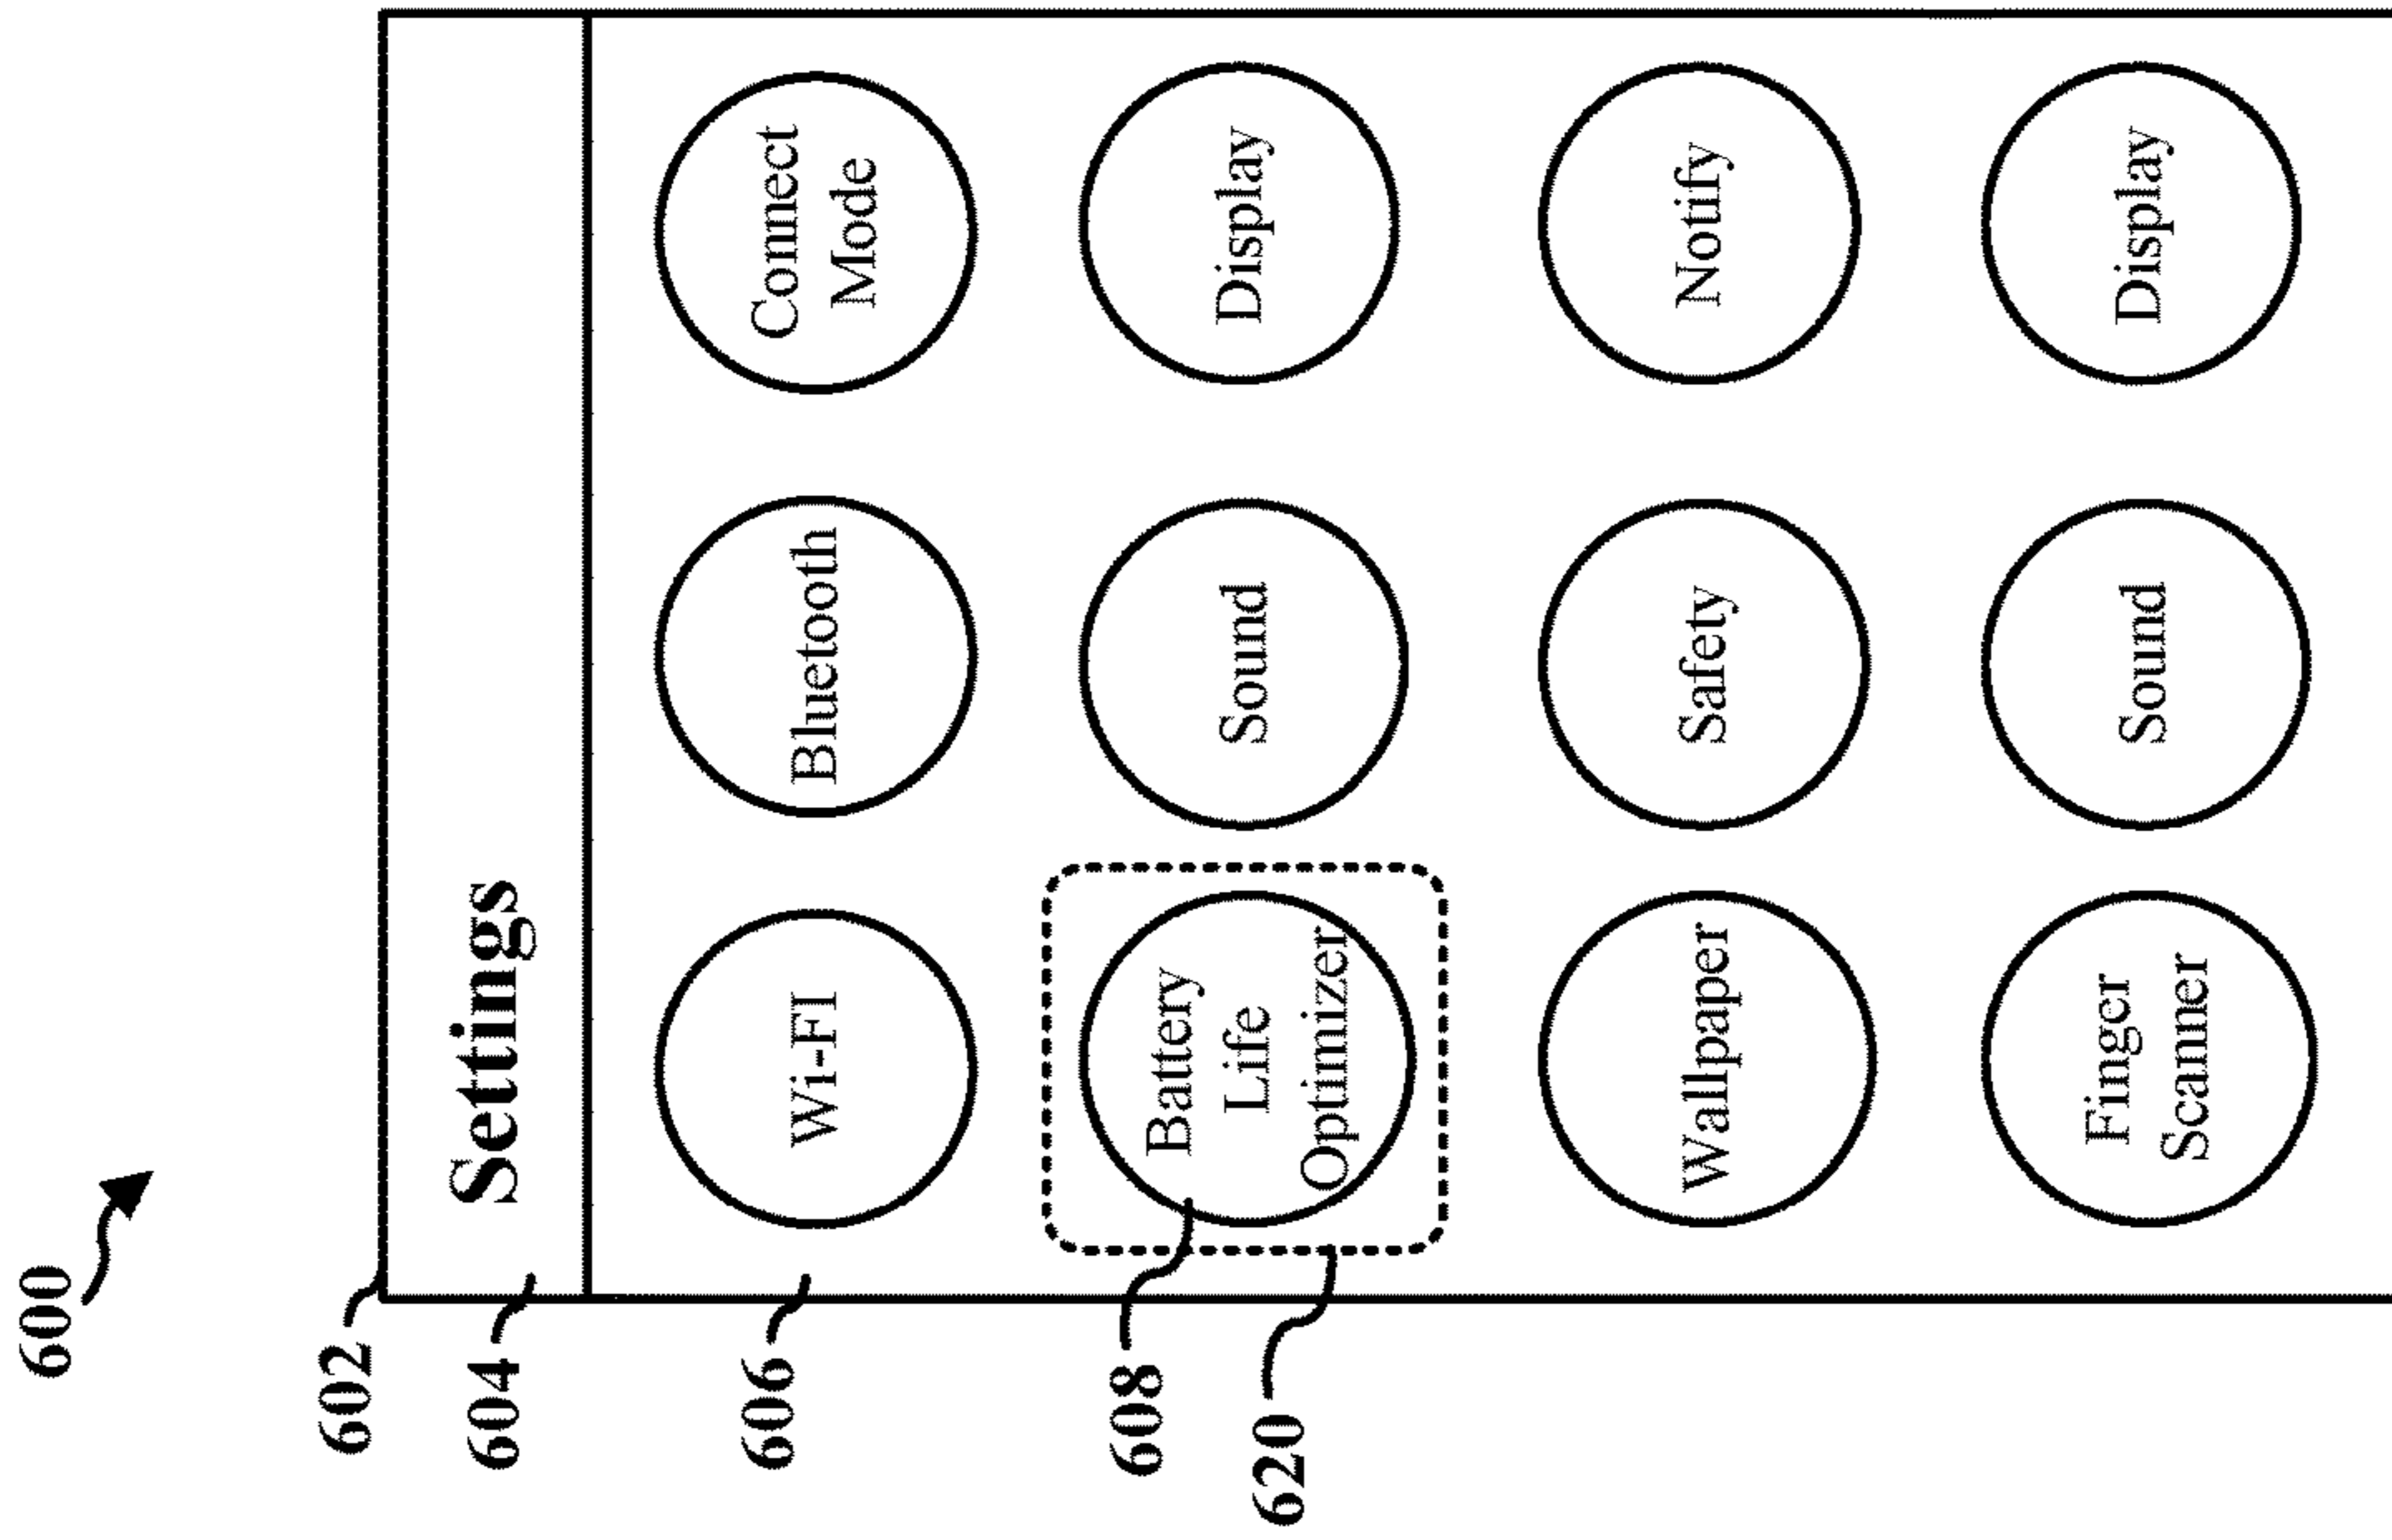 600
602
604
Settings
606
Wi-FI
Bluetooth
Connect
Mode
608
620
Battery
Life
Optimizer
Sound
Display
Wallpaper
Safety
Notify
Finger
Scanner
Sound
Display